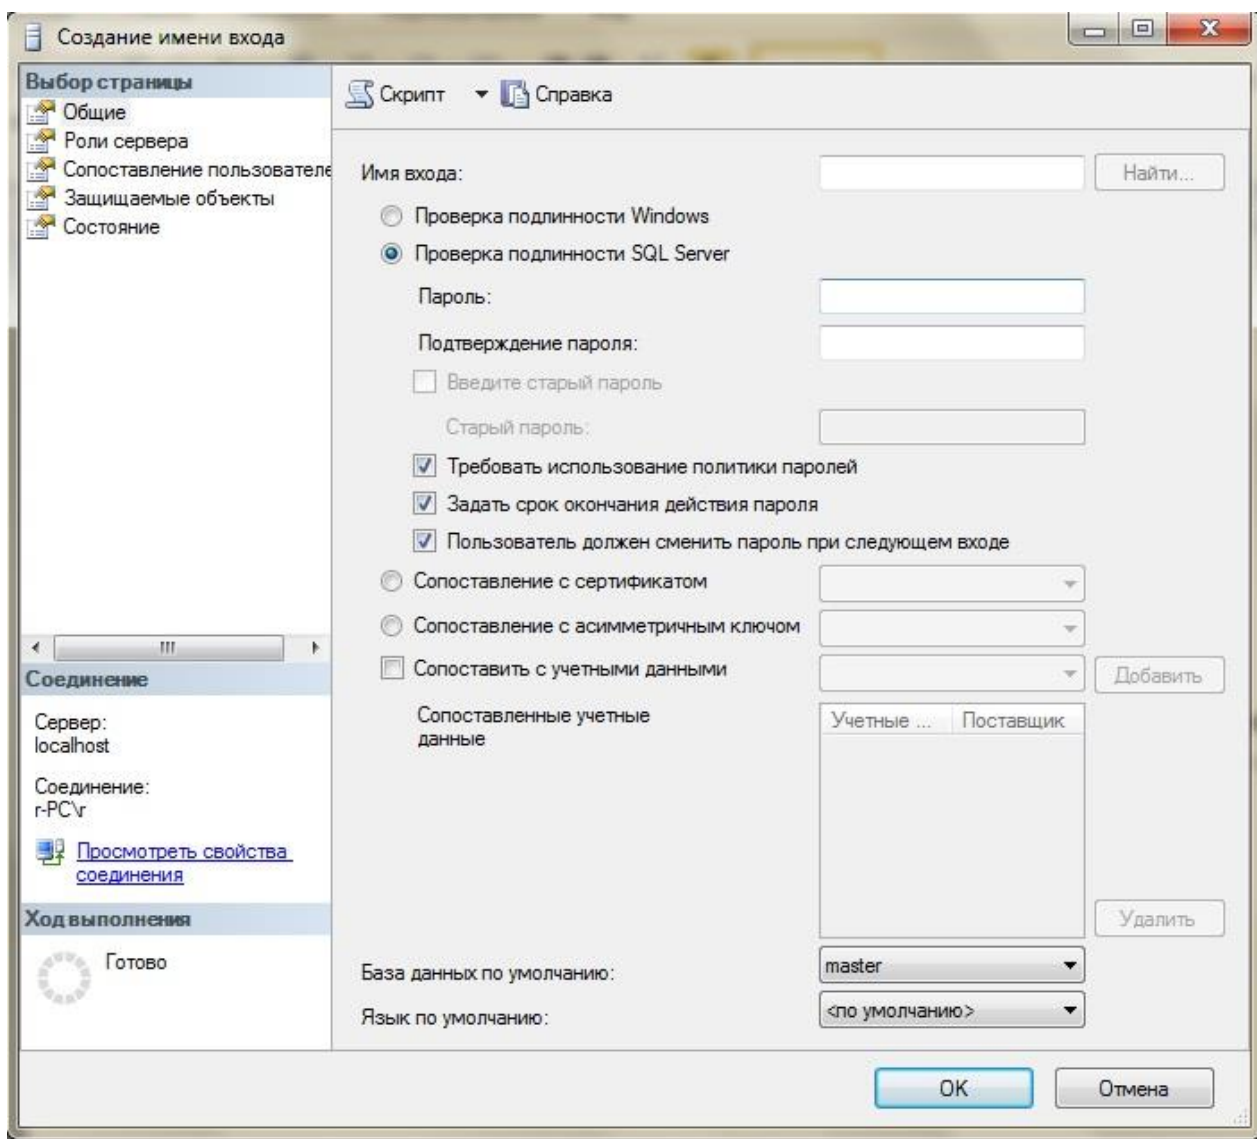 Создание имени входа
Выбор страницы
Общие
Роли сервера
Сопоставление пользователе
Защищаемые объекты
Состояние
Соединение
Сервер:
localhost
Соединение:
r-PC\r
Просмотреть свойства
соединения
Ход выполнения
Готово
Скрипт
Справка
Имя входа:
Найти...
Проверка подлинности Windows
Проверка подлинности SQL Server
Пароль:
Подтверждение пароля:
Введите старый пароль
Старый пароль:
Требовать использование политики паролей
Задать срок окончания действия пароля
Пользователь должен сменить пароль при следующем входе
Сопоставление с сертификатом
Сопоставление с асимметричным ключом
Сопоставить с учетными данными
Добавить
Сопоставленные учетные
данные
Учетные ... Поставщик
Удалить
База данных по умолчанию: master
Язык по умолчанию: <по умолчанию>
OK Отмена